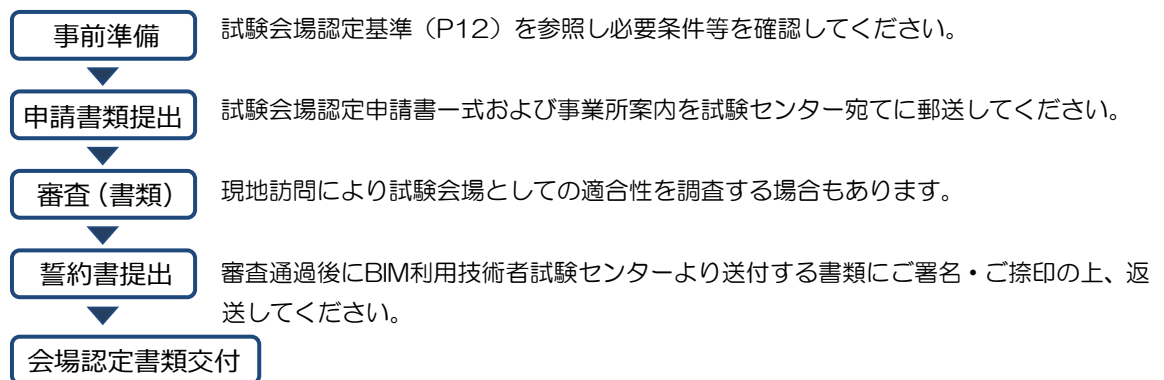 事前準備
試験会場認定基準（P12）を参照し必要条件等を確認してください。
申請書類提出
試験会場認定申請書一式および事業所案内を試験センター宛てに郵送してください。
審査（書類）
現地訪問により試験会場としての適合性を調査する場合もあります。
誓約書提出
審査通過後にBIM利用技術者試験センターより送付する書類にご署名・ご捺印の上、返
送してください。
会場認定書類交付